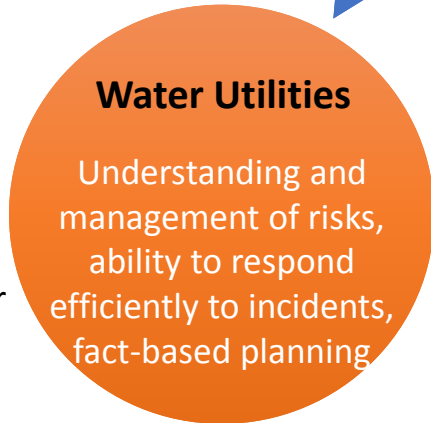 Water Utilities
Understanding and
management of risks,
ability to respond
r efficiently to incidents,
fact-based planning